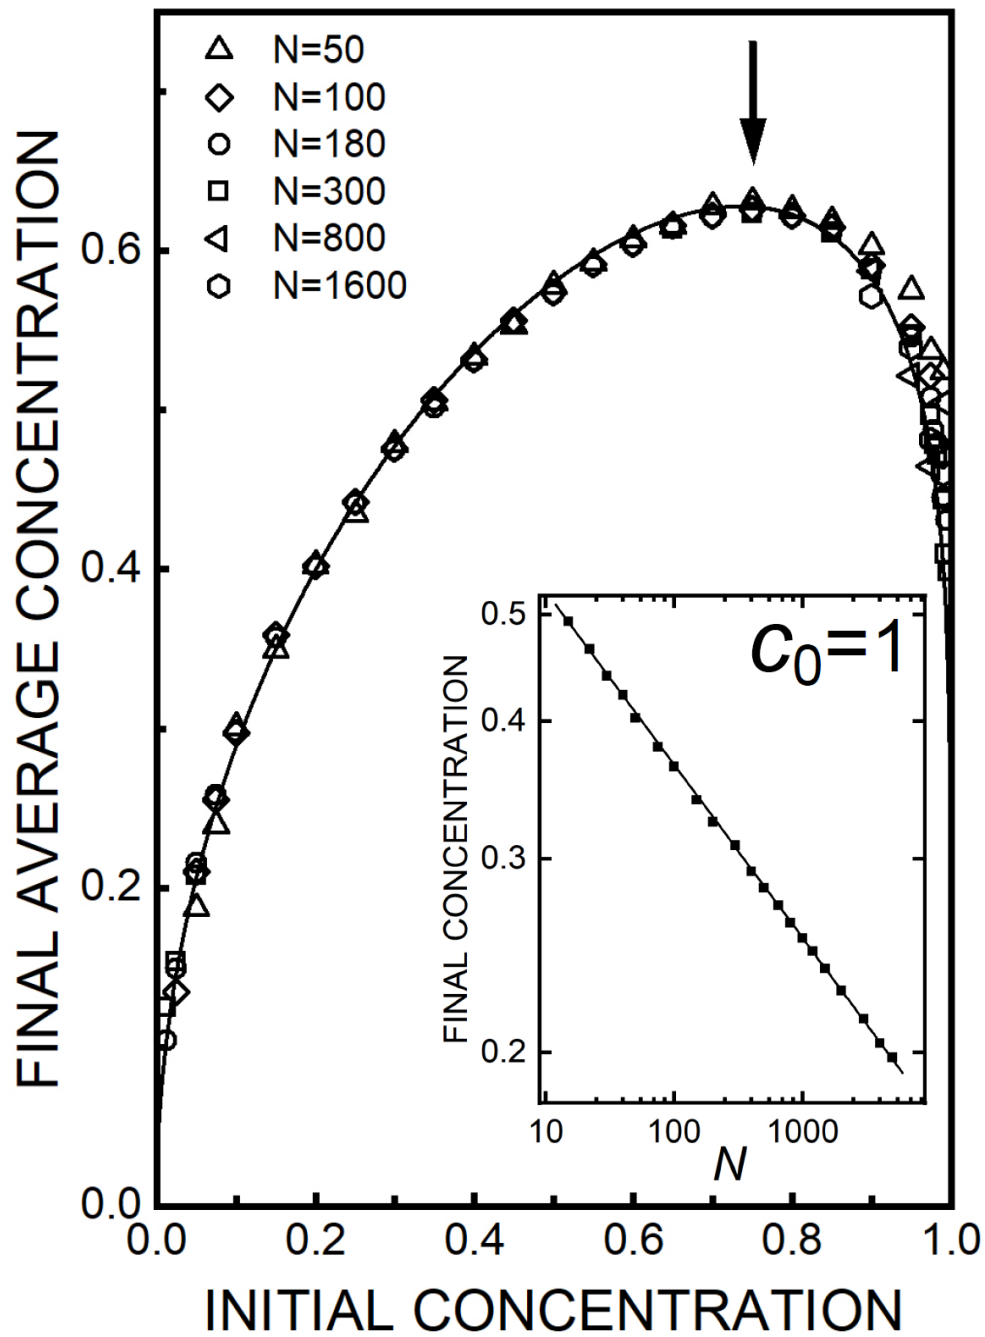 N=50
N=100
N=180
N=300
N=800
N=1600
FINAL AVERAGE CONCENTRATION
0.6
0.4
0.2
0.0
0.0 0.2 0.4 0.6 0.8 1.0
INITIAL CONCENTRATION
c0=1
FINAL CONCENTRATION
0.5
0.4
0.3
0.2
10 100 1000
N